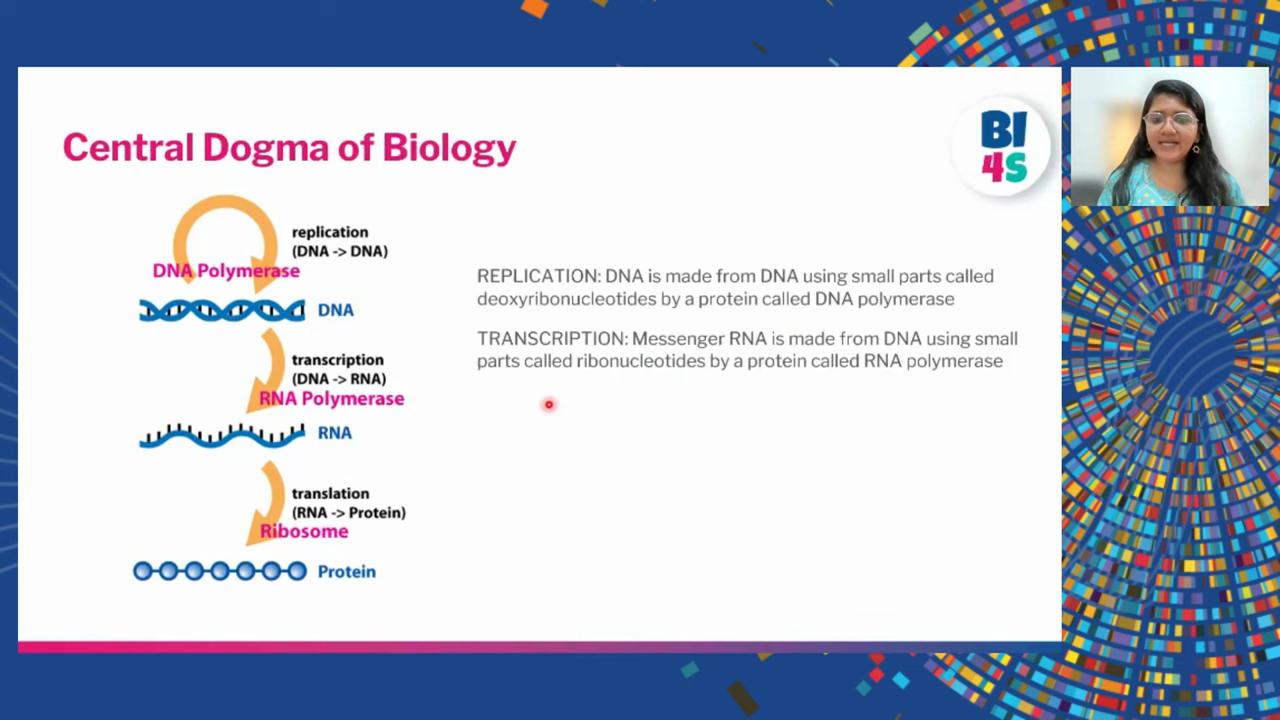 Central Dogma of Biology
BI
4S
replication
(DNA -> DNA)
DNA Polymerase
DNA
transcription
(DNA -> RNA)
RNA Polymerase
RNA
translation
(RNA -> Protein)
Ribosome
Protein
REPLICATION: DNA is made from DNA using small parts called
deoxyribonucleotides by a protein called DNA polymerase
TRANSCRIPTION: Messenger RNA is made from DNA using small
parts called ribonucleotides by a protein called RNA polymerase